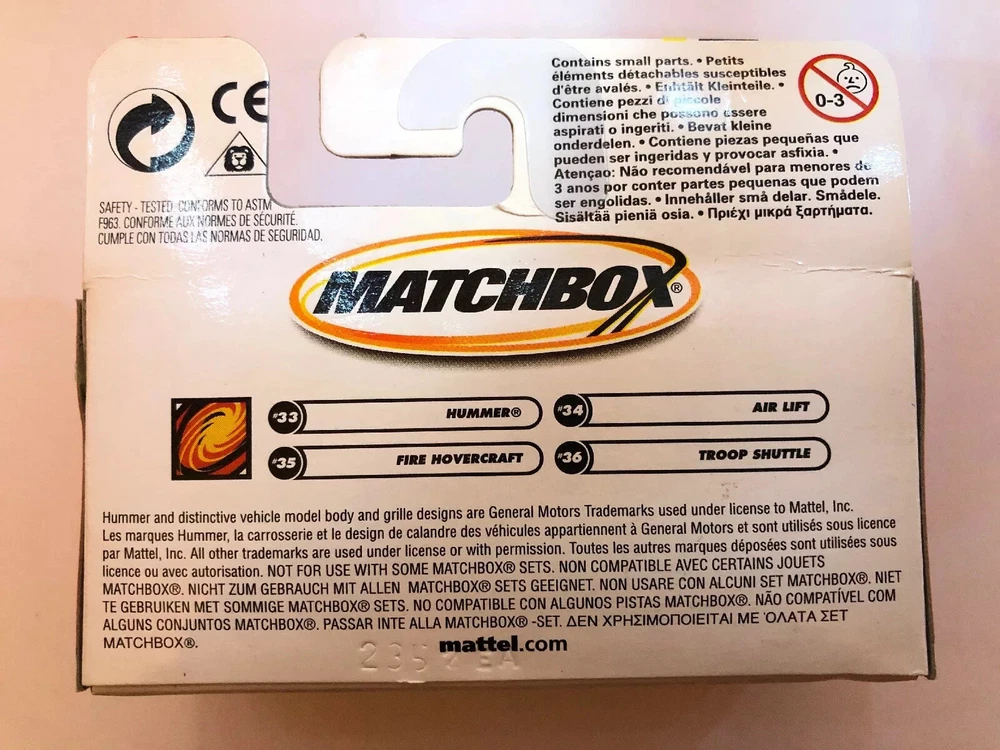 CE
SAFETY - TESTED. CONFORMS TO ASTM
F963. CONFORME AUX NORMES DE SÉCURITÉ.
CUMPLE CON TODAS LAS NORMAS DE SEGURIDAD.
Contains small parts. • Petits
éléments détachables susceptibles
d'être avalés. • Enhtält Kleinteile. •
Contiene pezzi di piccole
dimensioni che possono essere
aspirati o ingeriti. • Bevat kleine
onderdelen. • Contiene piezas pequeñas que
pueden ser ingeridas y provocar asfixia. •
Atençao: Não recomendável para menores de
3 anos por conter partes pequenas que podem
ser engolidas. • Innehåller små delar. Smådele.
Sisältää pieniä osia. • Πριέχι μικρά ξαρτήματα.
0-3
MATCHBOX®
#33 HUMMER®
#34 AIR LIFT
#35 FIRE HOVERCRAFT
#36 TROOP SHUTTLE
Hummer and distinctive vehicle model body and grille designs are General Motors Trademarks used under license to Mattel, Inc.
Les marques Hummer, la carrosserie et le design de calandre des véhicules appartiennent à General Motors et sont utilisés sous licence
par Mattel, Inc. All other trademarks are used under license or with permission. Toutes les autres marques déposées sont utilisées sous
licence ou avec autorisation. NOT FOR USE WITH SOME MATCHBOX® SETS. NON COMPATIBLE AVEC CERTAINS JOUETS
MATCHBOX®. NICHT ZUM GEBRAUCH MIT ALLEN MATCHBOX® SETS GEEIGNET. NON USARE CON ALCUNI SET MATCHBOX®. NIET
TE GEBRUIKEN MET SOMMIGE MATCHBOX® SETS. NO COMPATIBLE CON ALGUNOS PISTAS MATCHBOX®. NÃO COMPATÍVEL COM
ALGUNS CONJUNTOS MATCHBOX®. PASSAR INTE ALLA MATCHBOX® -SET. ΔΕΝ ΧΡΗΣΙΜΟΠΟΙΕΙΤΑΙ ΜΕ ΌΛΑΤΑ ΣΕΤ
MATCHBOX®.
mattel.com